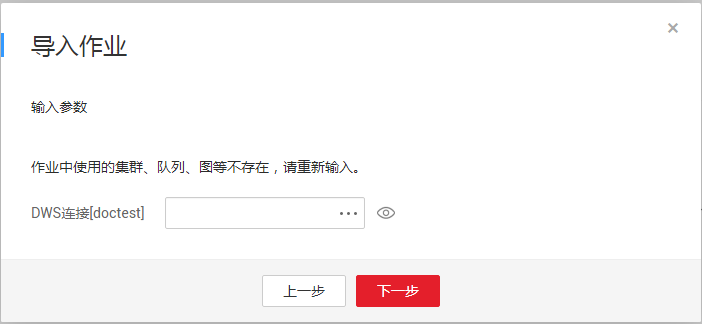 导入作业
输入参数
作业中使用的集群、队列、图等不存在，请重新输入。
DWS连接[doctest]
上一步 下一步